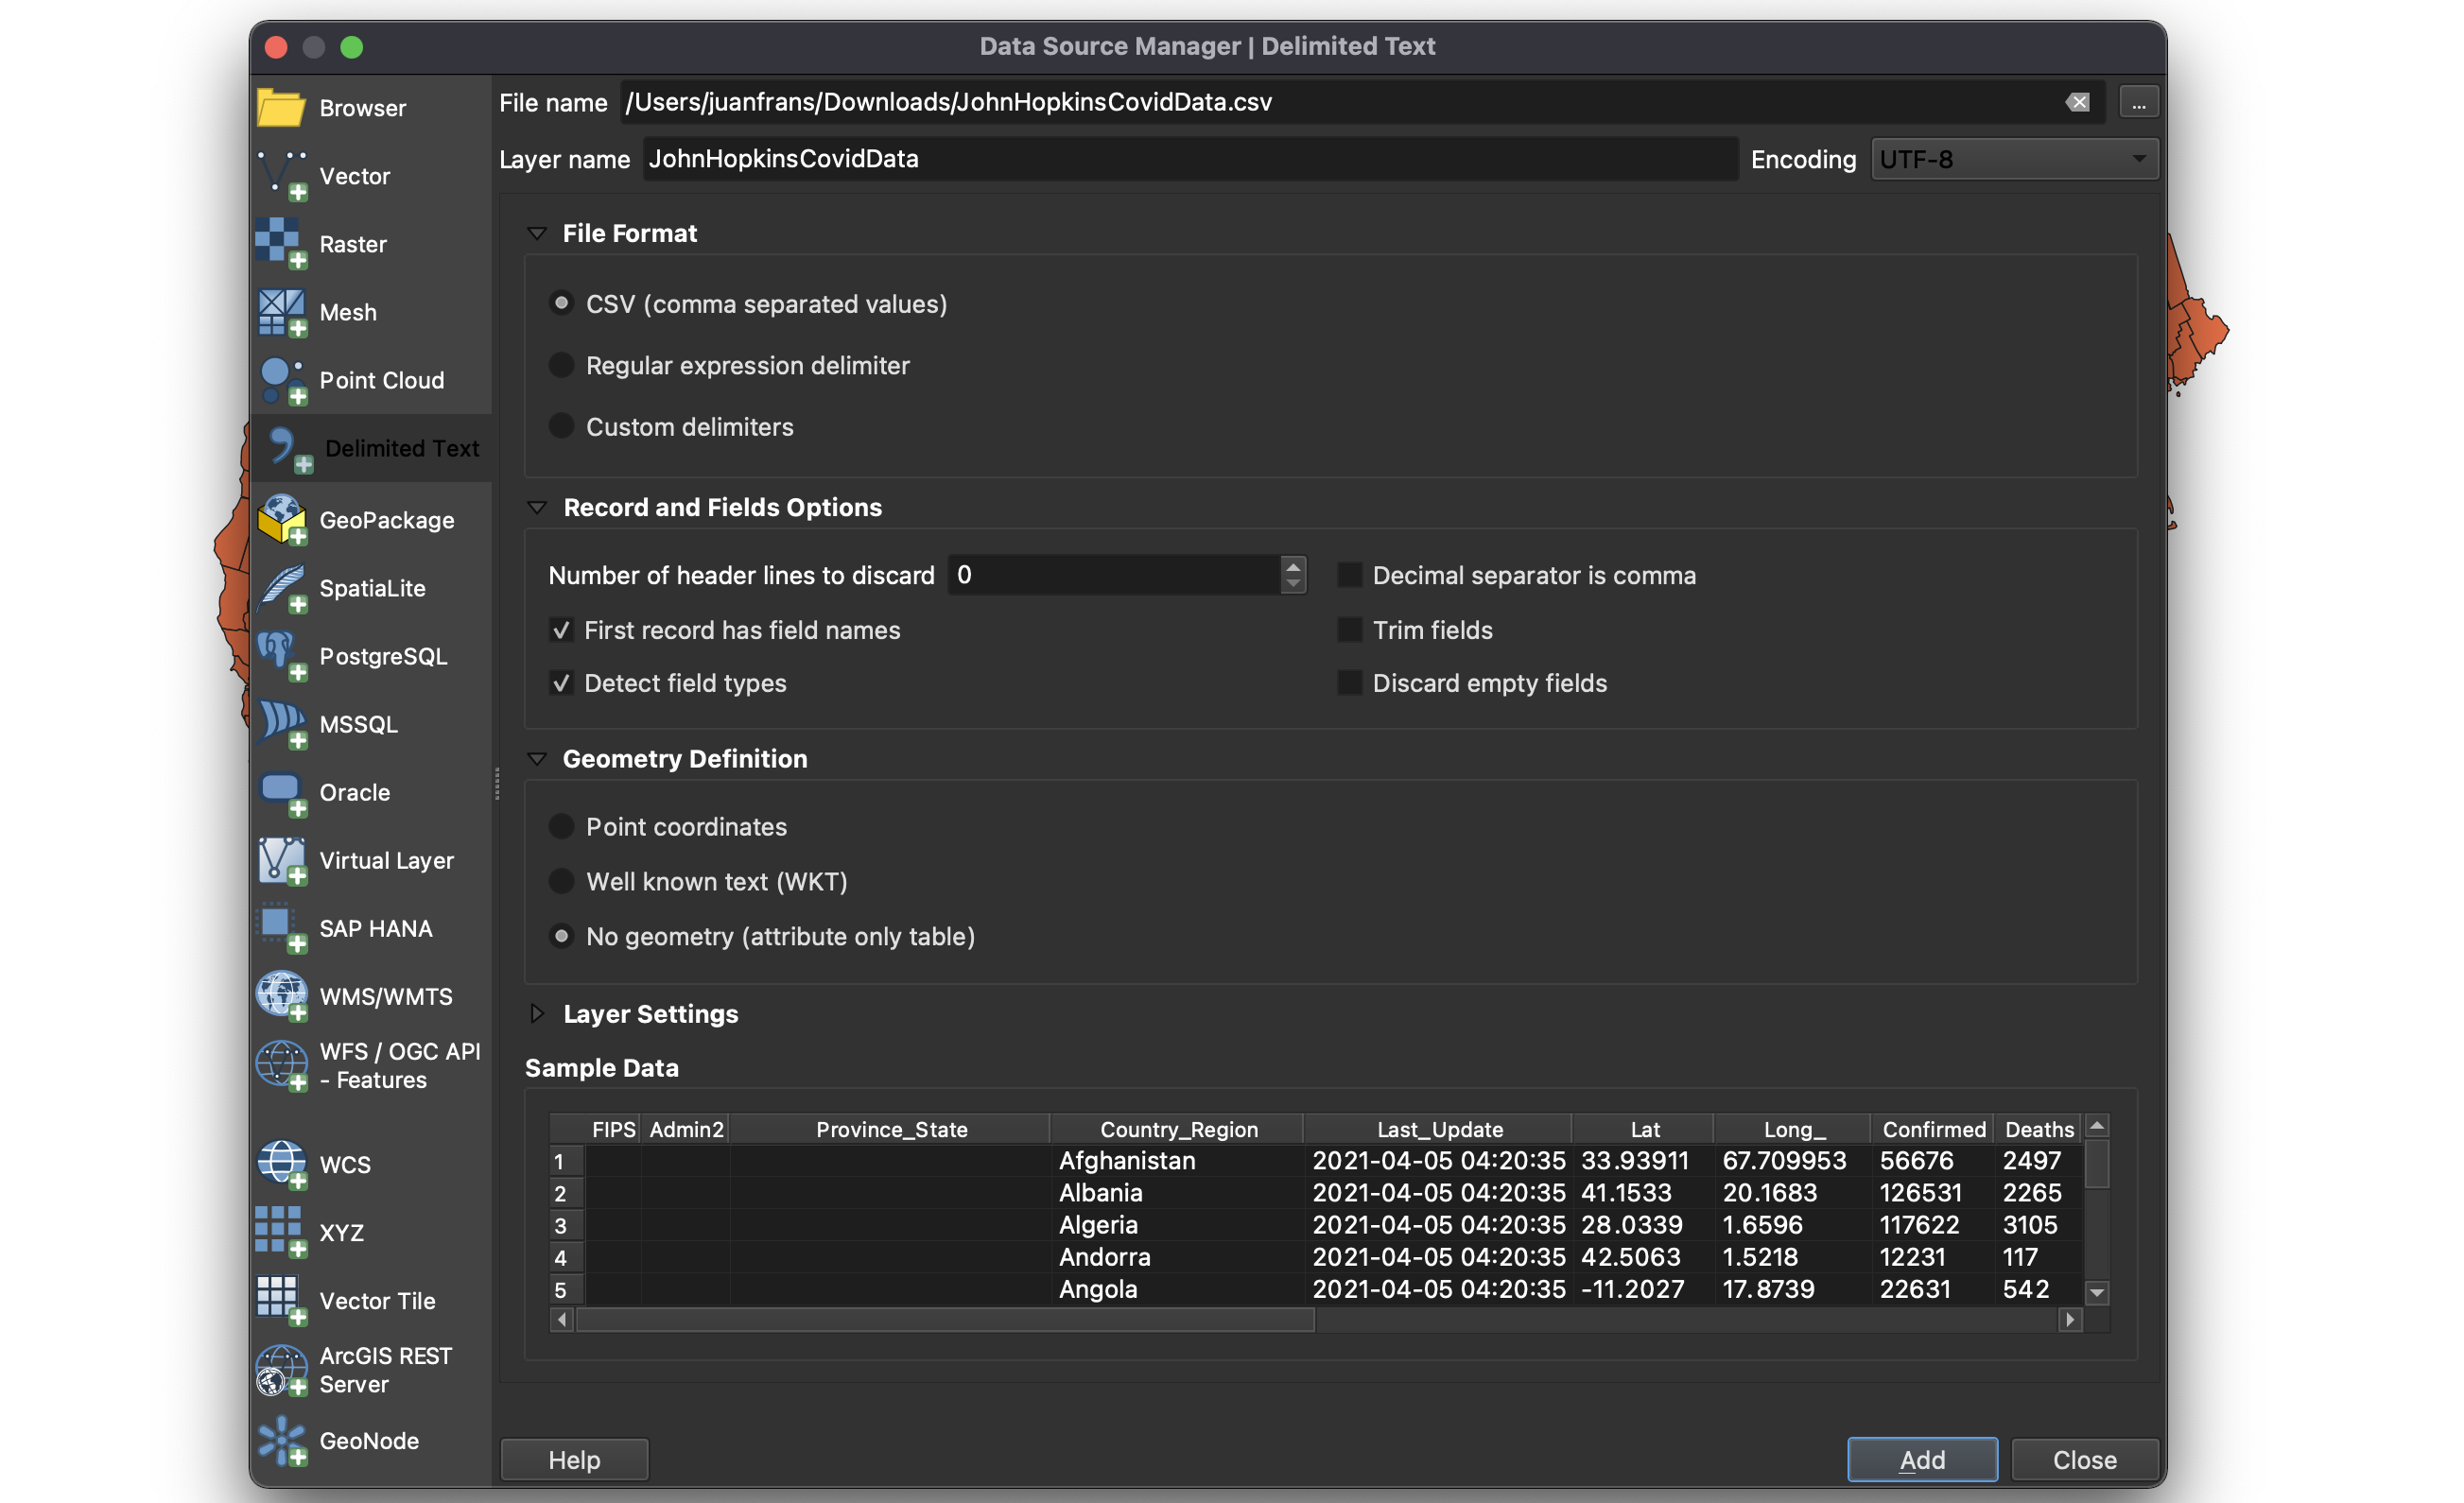 Data Source Manager | Delimited Text
Browser
Vector
Raster
Mesh
Point Cloud
Delimited Text
GeoPackage
SpatiaLite
PostgreSQL
MSSQL
Oracle
Virtual Layer
SAP HANA
WMS/WMTS
WFS / OGC API
- Features
WCS
XYZ
Vector Tile
ArcGIS REST
Server
GeoNode
File name /Users/juanfrans/Downloads/JohnHopkinsCovidData.csv ...
Layer name JohnHopkinsCovidData Encoding UTF-8
File Format
CSV (comma separated values)
Regular expression delimiter
Custom delimiters
Record and Fields Options
Number of header lines to discard 0 Decimal separator is comma
First record has field names Trim fields
Detect field types Discard empty fields
Geometry Definition
Point coordinates
Well known text (WKT)
No geometry (attribute only table)
Layer Settings
Sample Data
FIPS Admin2 Province_State Country_Region Last_Update Lat Long_ Confirmed Deaths
1 Afghanistan 2021-04-05 04:20:35 33.93911 67.709953 56676 2497
2 Albania 2021-04-05 04:20:35 41.1533 20.1683 126531 2265
3 Algeria 2021-04-05 04:20:35 28.0339 1.6596 117622 3105
4 Andorra 2021-04-05 04:20:35 42.5063 1.5218 12231 117
5 Angola 2021-04-05 04:20:35 -11.2027 17.8739 22631 542
Help Add Close